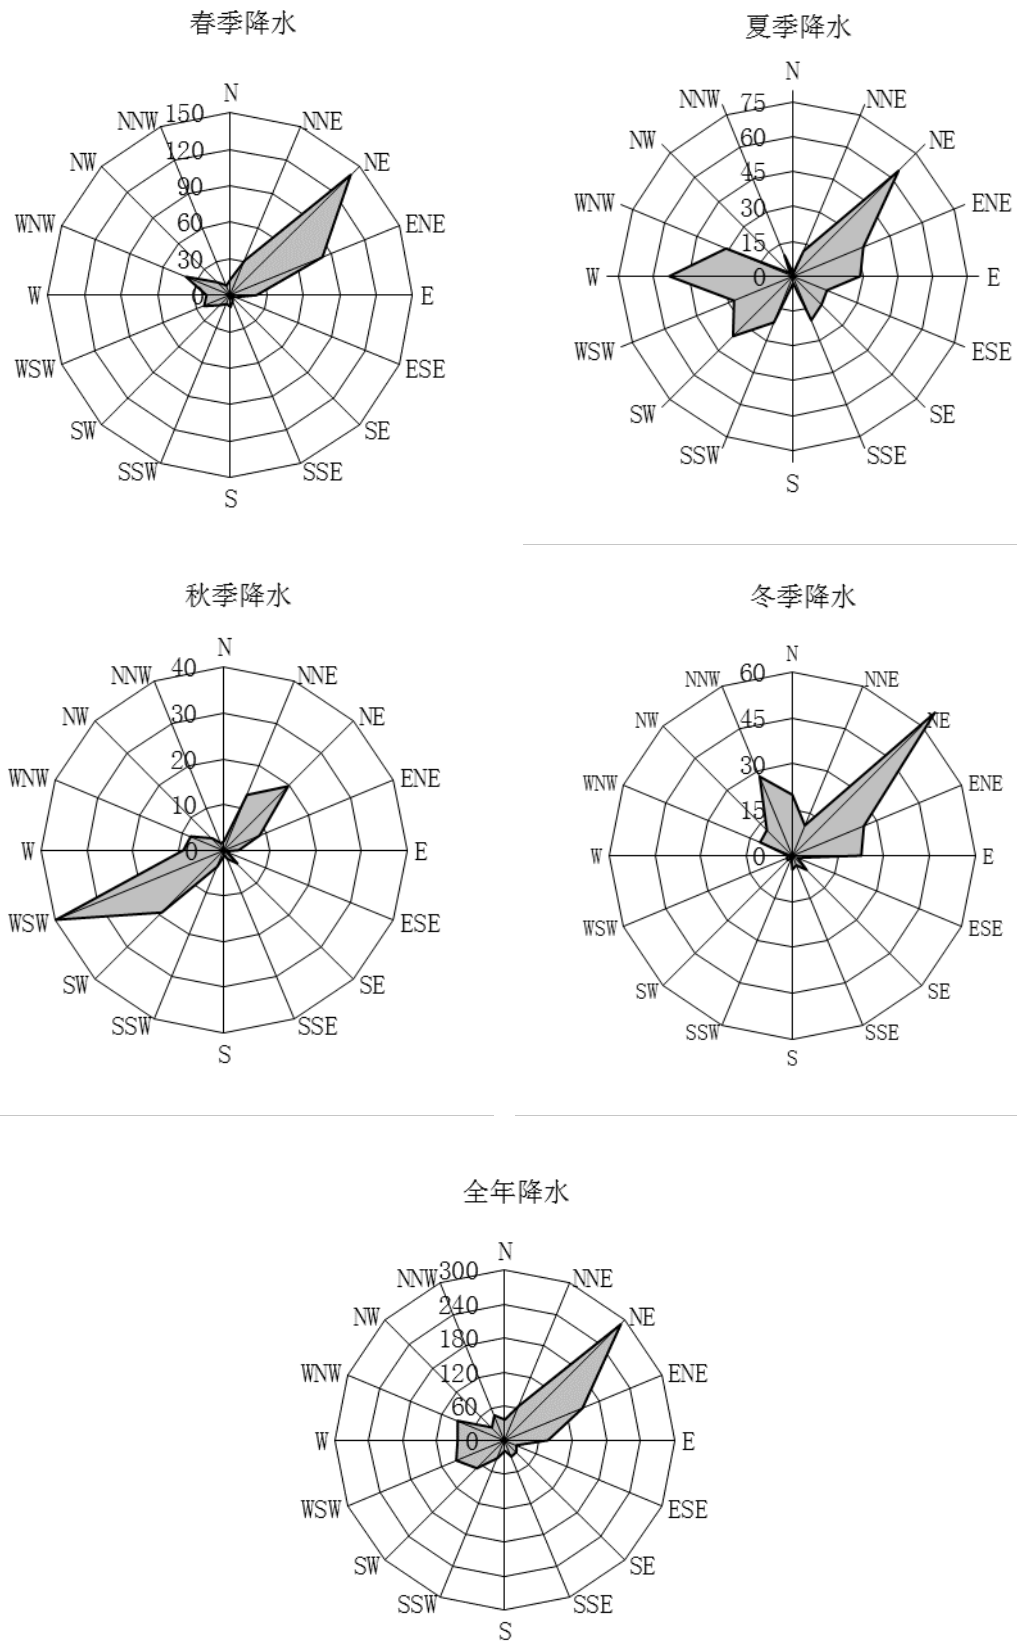 春季降水
N
NNE
NE
ENE
E
ESE
SE
SSE
S
SSW
SW
WSW
W
WNW
NW
NNW
150
120
90
60
30
0
夏季降水
N
NNE
NE
ENE
E
ESE
SE
SSE
S
SSW
SW
WSW
W
WNW
NW
NNW
75
60
45
30
15
0
秋季降水
N
NNE
NE
ENE
E
ESE
SE
SSE
S
SSW
SW
WSW
W
WNW
NW
NNW
40
30
20
10
0
冬季降水
N
NNE
NE
ENE
E
ESE
SE
SSE
S
SSW
SW
WSW
W
WNW
NW
NNW
60
45
30
15
0
全年降水
N
NNE
NE
ENE
E
ESE
SE
SSE
S
SSW
SW
WSW
W
WNW
NW
NNW
300
240
180
120
60
0